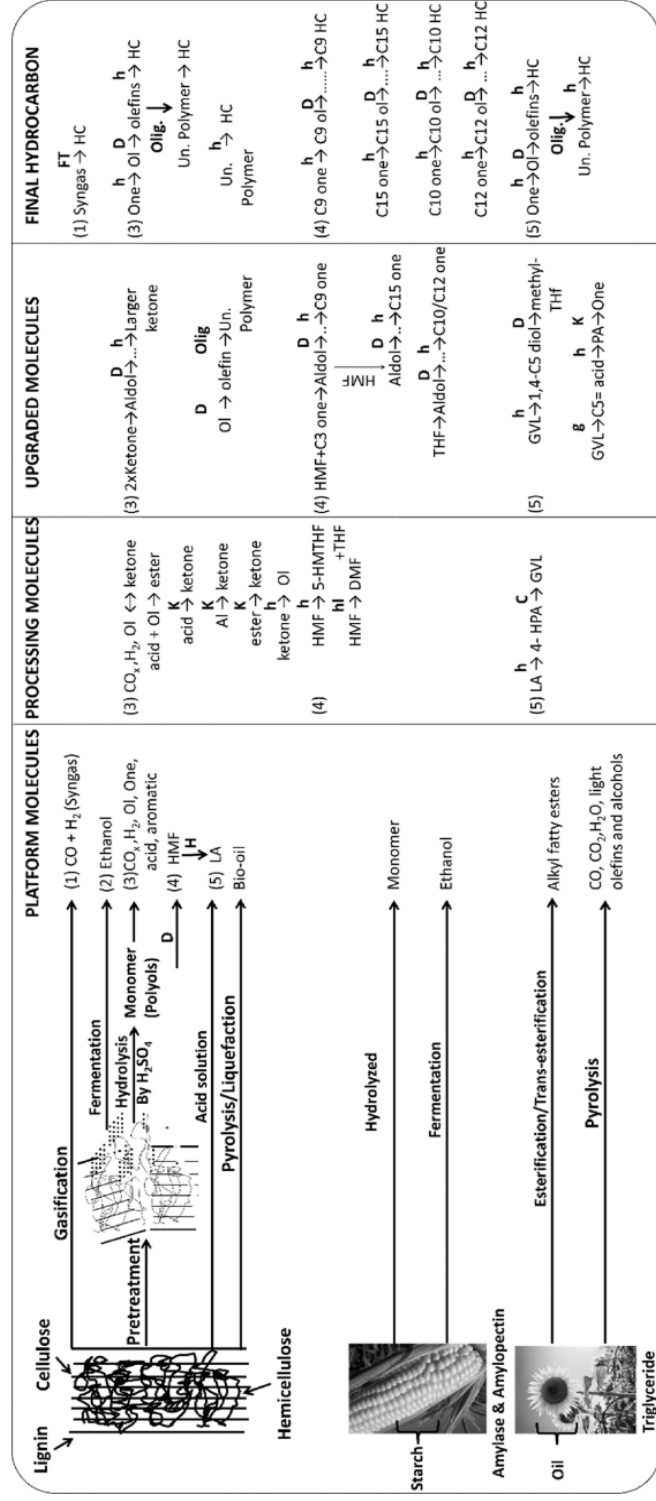 PLATFORM MOLECULES
Lignin
Cellulose
Hemicellulose
Gasification
(1) CO + H₂ (Syngas)
Pretreatment
Fermentation
(2) Ethanol
Hydrolysis
By H₂SO₄
Monomer
(Polyols)
(3)COₓ,H₂, Ol, One,
acid, aromatic
D
(4) HMF
H
Acid solution
(5) LA
Pyrolysis/Liquefaction
Bio-oil
Starch
Hydrolyzed
Monomer
Fermentation
Ethanol
Amylase & Amylopectin
Oil
Esterification/Trans-esterification
Alkyl fatty esters
Pyrolysis
CO, CO₂,H₂O, light
olefins and alcohols
Triglyceride
PROCESSING MOLECULES
(3) COₓ,H₂, Ol ↔ ketone
acid + Ol → ester
K
acid → ketone
K
Al → ketone
K
ester → ketone
h
ketone → Ol
h
(4) HMF → 5-HMTHF
+THF
hl
HMF → DMF
h C
(5) LA → 4- HPA → GVL
UPGRADED MOLECULES
D h
(3) 2xKetone→Aldol→...→Larger
ketone
D Olig
Ol → olefin→Un.
Polymer
D h
(4) HMF+C3 one→Aldol→..→C9 one
HMF
D h
Aldol→..→C15 one
D h
THF→Aldol→...→C10/C12 one
h D
(5) GVL→1,4-C5 diol→methyl-
THf
g h K
GVL→C5= acid→PA→One
FINAL HYDROCARBON
FT
(1) Syngas → HC
h D h
(3) One→ Ol → olefins → HC
Olig.
Un. Polymer → HC
h
Un. → HC
Polymer
h D h
(4) C9 one→ C9 ol→......→C9 HC
h D h
C15 one→C15 ol→....→C15 HC
h D h
C10 one→C10 ol→ ...→C10 HC
h D h
C12 one→C12 ol→ ... →C12 HC
h D h
(5) One→Ol→olefins→HC
Olig.
h
Un. Polymer→HC